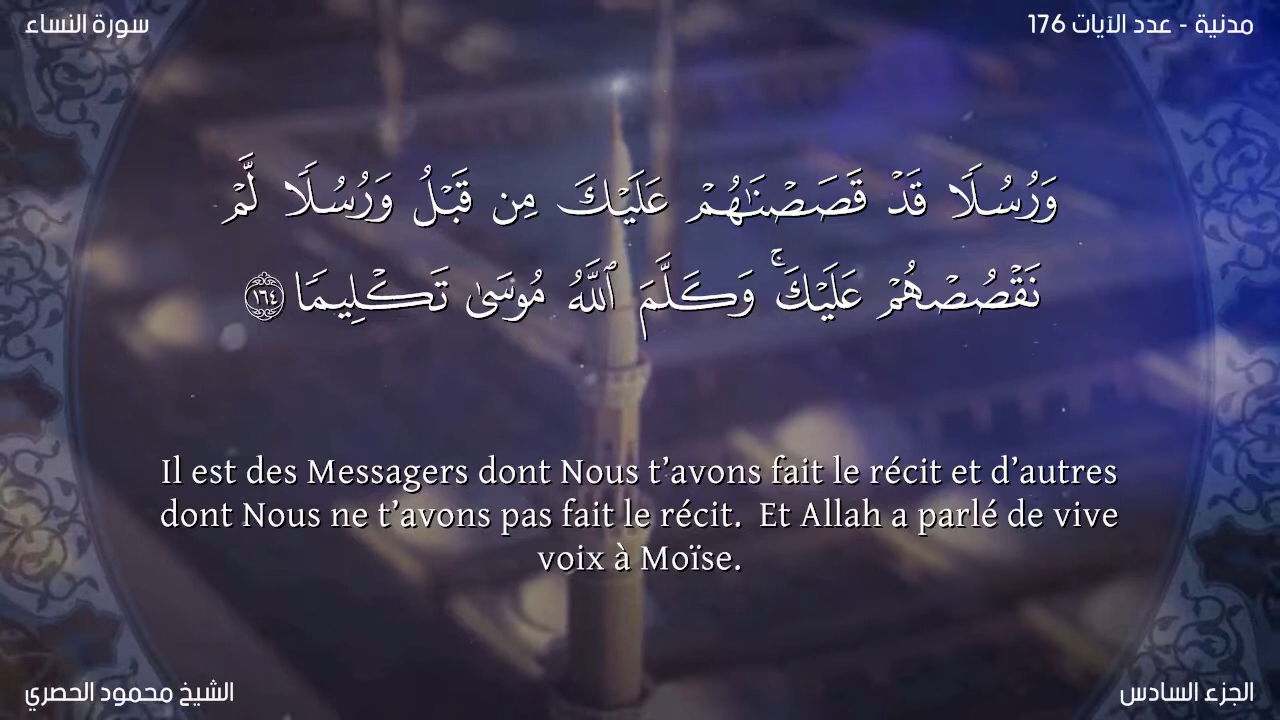 سورة النساء
مدنية - عدد الآيات 176
وَرُسُلًا قَدْ قَصَصْنَٰهُمْ عَلَيْكَ مِن قَبْلُ وَرُسُلًا لَّمْ
نَقْصُصْهُمْ عَلَيْكَ ۚ وَكَلَّمَ ٱللَّهُ مُوسَىٰ تَكْلِيمًا ١٦٤
Il est des Messagers dont Nous t’avons fait le récit et d’autres
dont Nous ne t’avons pas fait le récit. Et Allah a parlé de vive
voix à Moïse.
الشيخ محمود الحصري
الجزء السادس